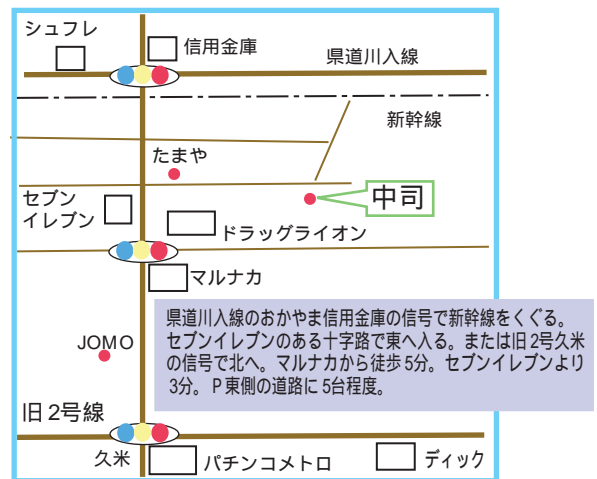 シュフレ
信用金庫
県道川入線
新幹線
たまや
中司
セブン
イレブン
ドラッグライオン
マルナカ
県道川入線のおかやま信用金庫の信号で新幹線をくぐる。
セブンイレブンのある十字路で東へ入る。または旧2号久米
の信号で北へ。マルナカから徒歩5分。セブンイレブンより
3分。P東側の道路に5台程度。
JOMO
旧2号線
久米
パチンコメトロ
ディック